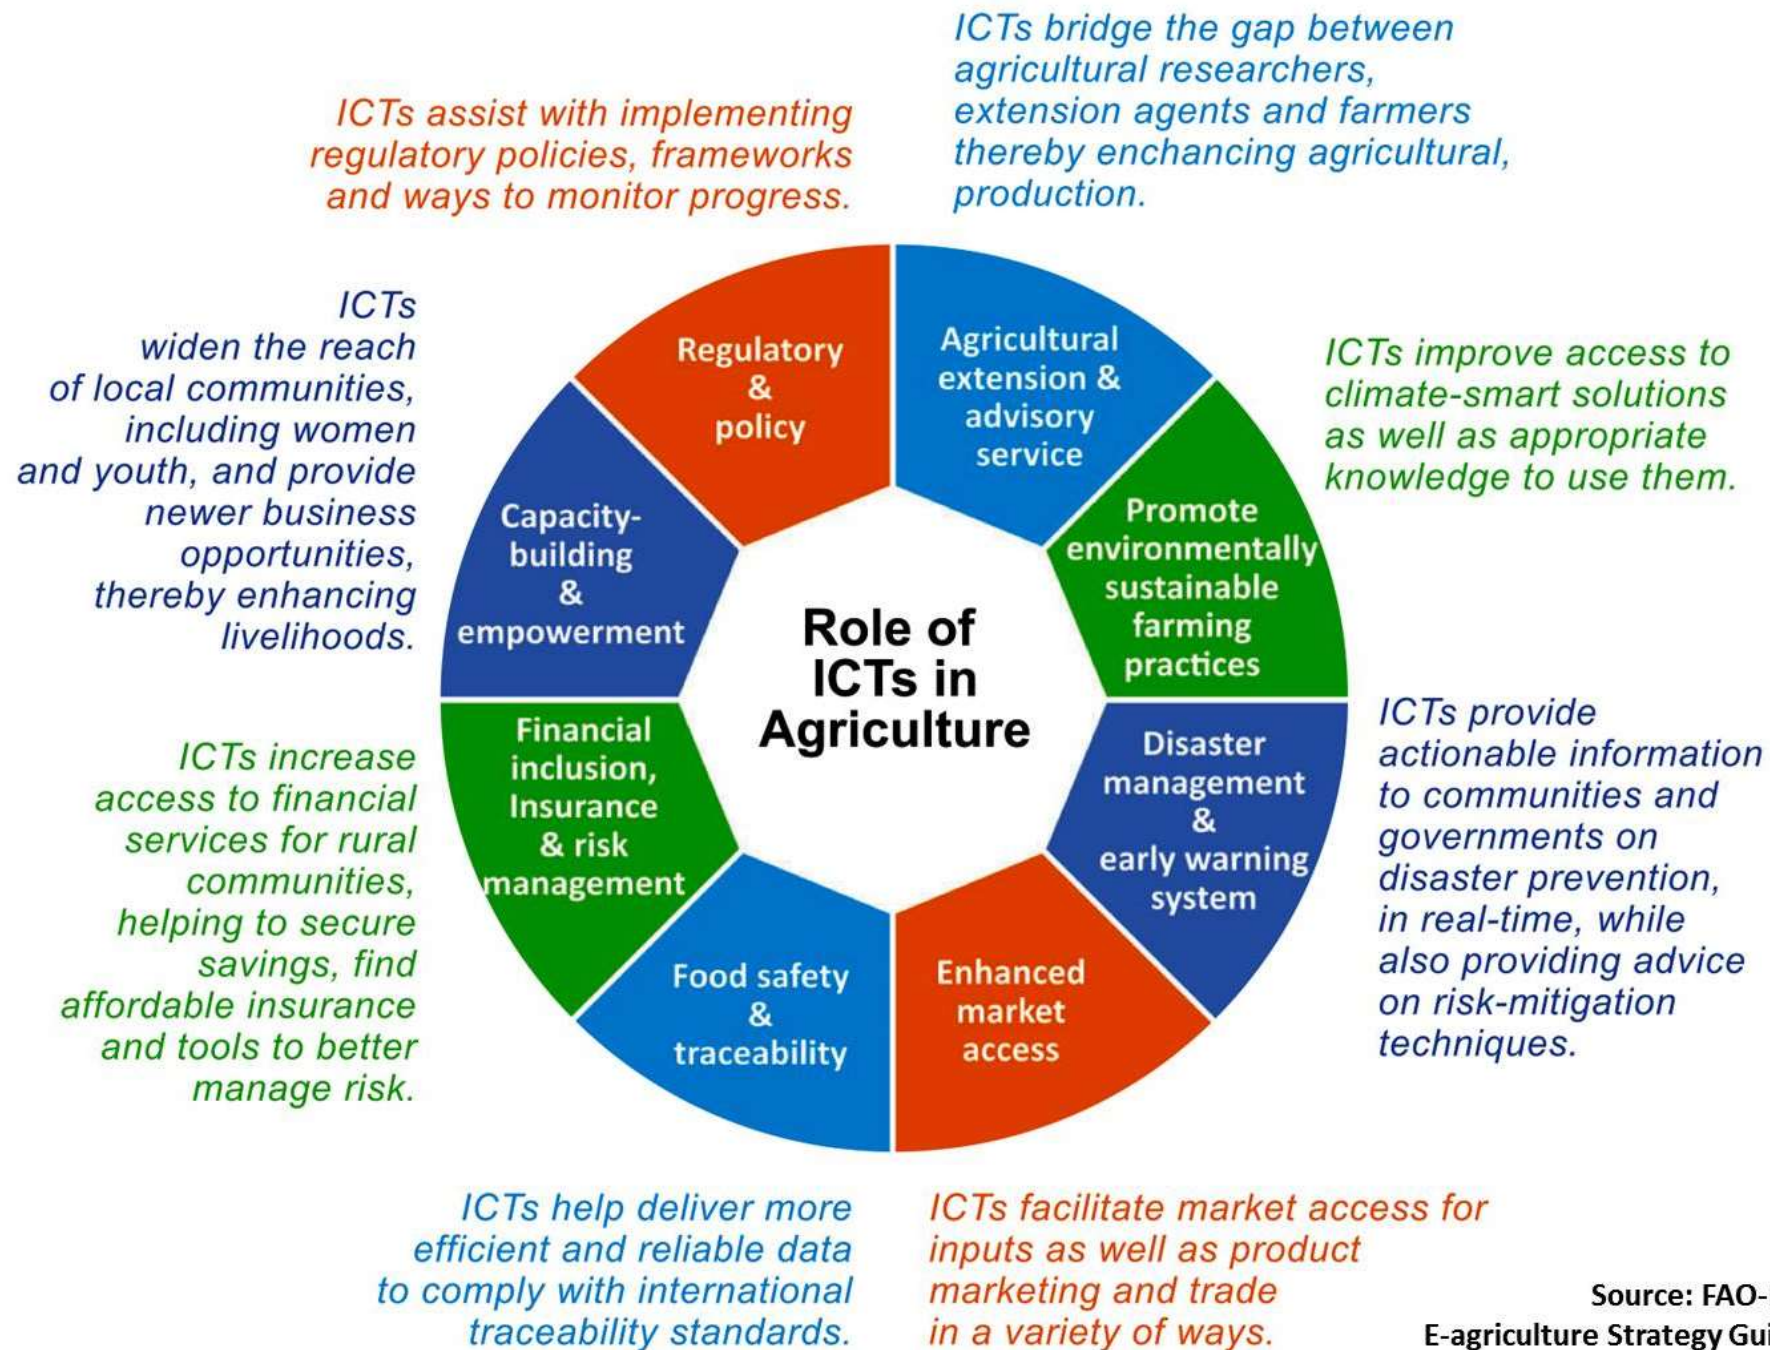 ICTs bridge the gap between
agricultural researchers,
extension agents and farmers
thereby enchancing agricultural,
production.
ICTs assist with implementing
regulatory policies, frameworks
and ways to monitor progress.
ICTs
widen the reach
of local communities,
including women
and youth, and provide
newer business
opportunities,
thereby enhancing
livelihoods.
Regulatory
&
policy
Agricultural
extension &
advisory
service
ICTs improve access to
climate-smart solutions
as well as appropriate
knowledge to use them.
Capacity-
building
&
empowerment
Promote
environmentally
sustainable
farming
practices
Role of
ICTs in
Agriculture
ICTs increase
access to financial
services for rural
communities,
helping to secure
savings, find
affordable insurance
and tools to better
manage risk.
Financial
inclusion,
Insurance
& risk
management
Disaster
management
&
early warning
system
ICTs provide
actionable information
to communities and
governments on
disaster prevention,
in real-time, while
also providing advice
on risk-mitigation
techniques.
Food safety
&
traceability
Enhanced
market
access
ICTs help deliver more
efficient and reliable data
to comply with international
traceability standards.
ICTs facilitate market access for
inputs as well as product
marketing and trade
in a variety of ways.
Source: FAO-
E-agriculture Strategy